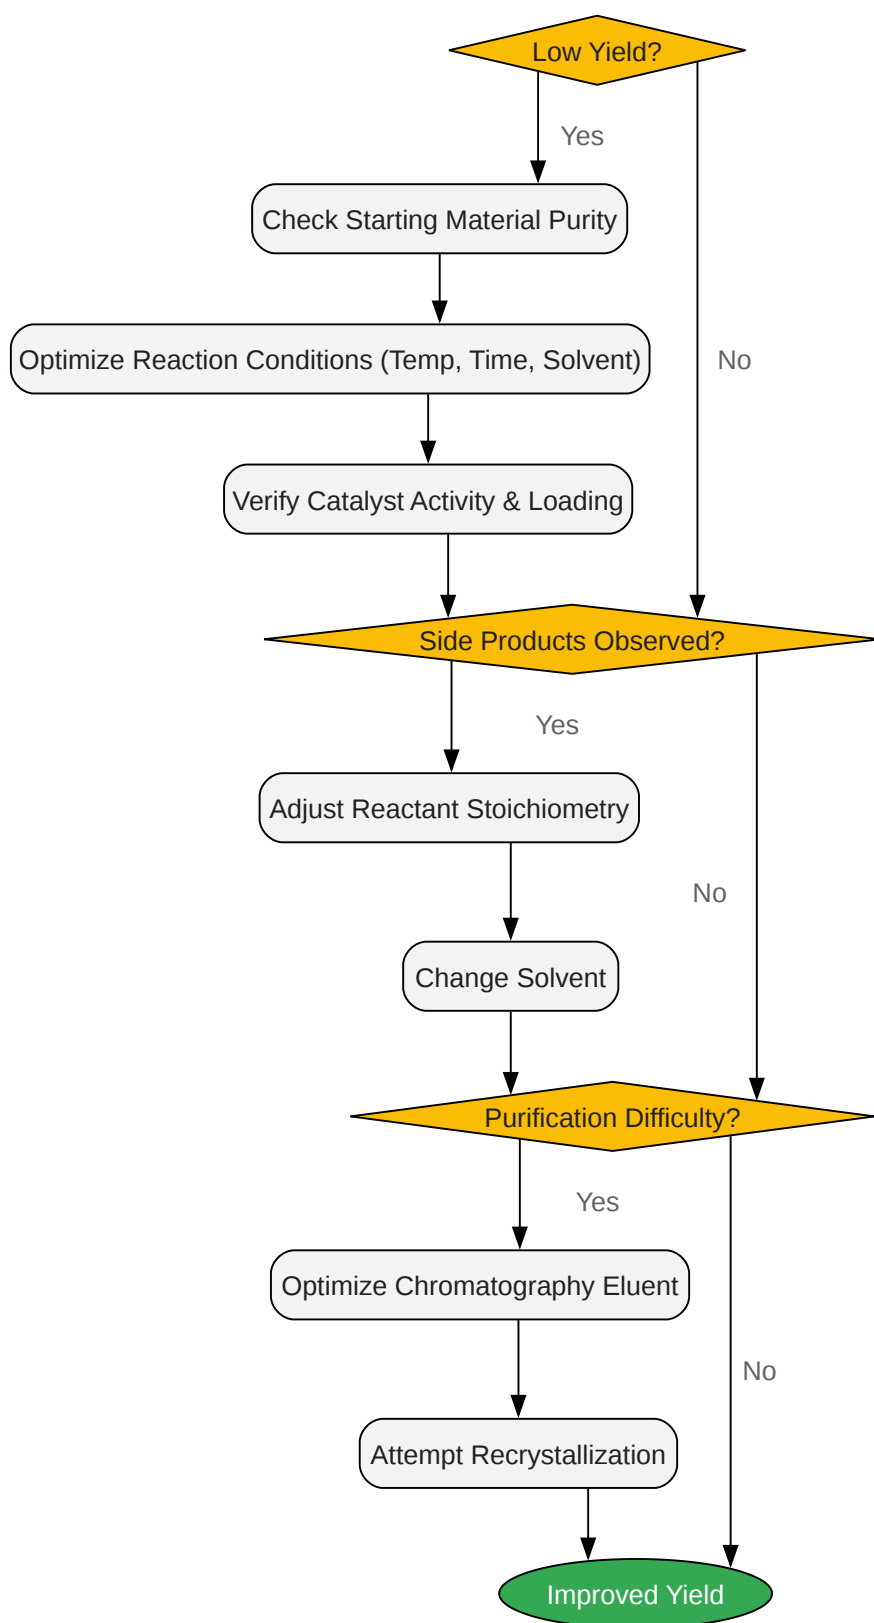 Low Yield?
Yes
Check Starting Material Purity
Optimize Reaction Conditions (Temp, Time, Solvent)
No
Verify Catalyst Activity & Loading
Side Products Observed?
Yes
Adjust Reactant Stoichiometry
No
Change Solvent
Purification Difficulty?
Yes
Optimize Chromatography Eluent
No
Attempt Recrystallization
Improved Yield